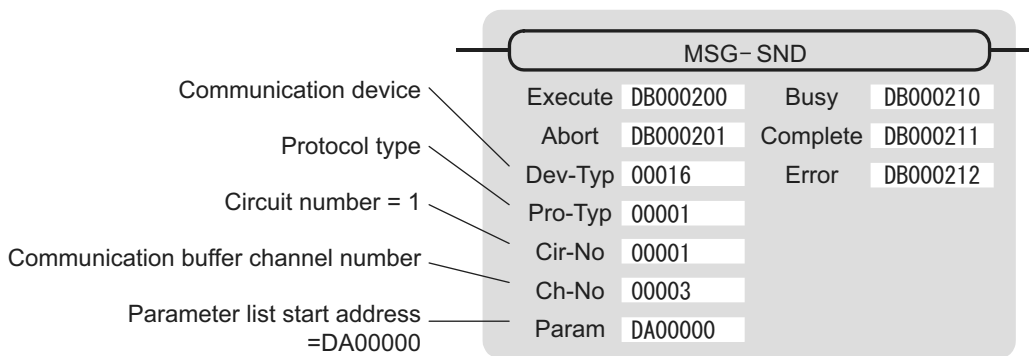 MSG-SND
Communication device
Protocol type
Circuit number = 1
Communication buffer channel number
Parameter list start address
=DA00000
Execute DB000200 Busy DB000210
Abort DB000201 Complete DB000211
Dev-Typ 00016 Error DB000212
Pro-Typ 00001
Cir-No 00001
Ch-No 00003
Param DA00000